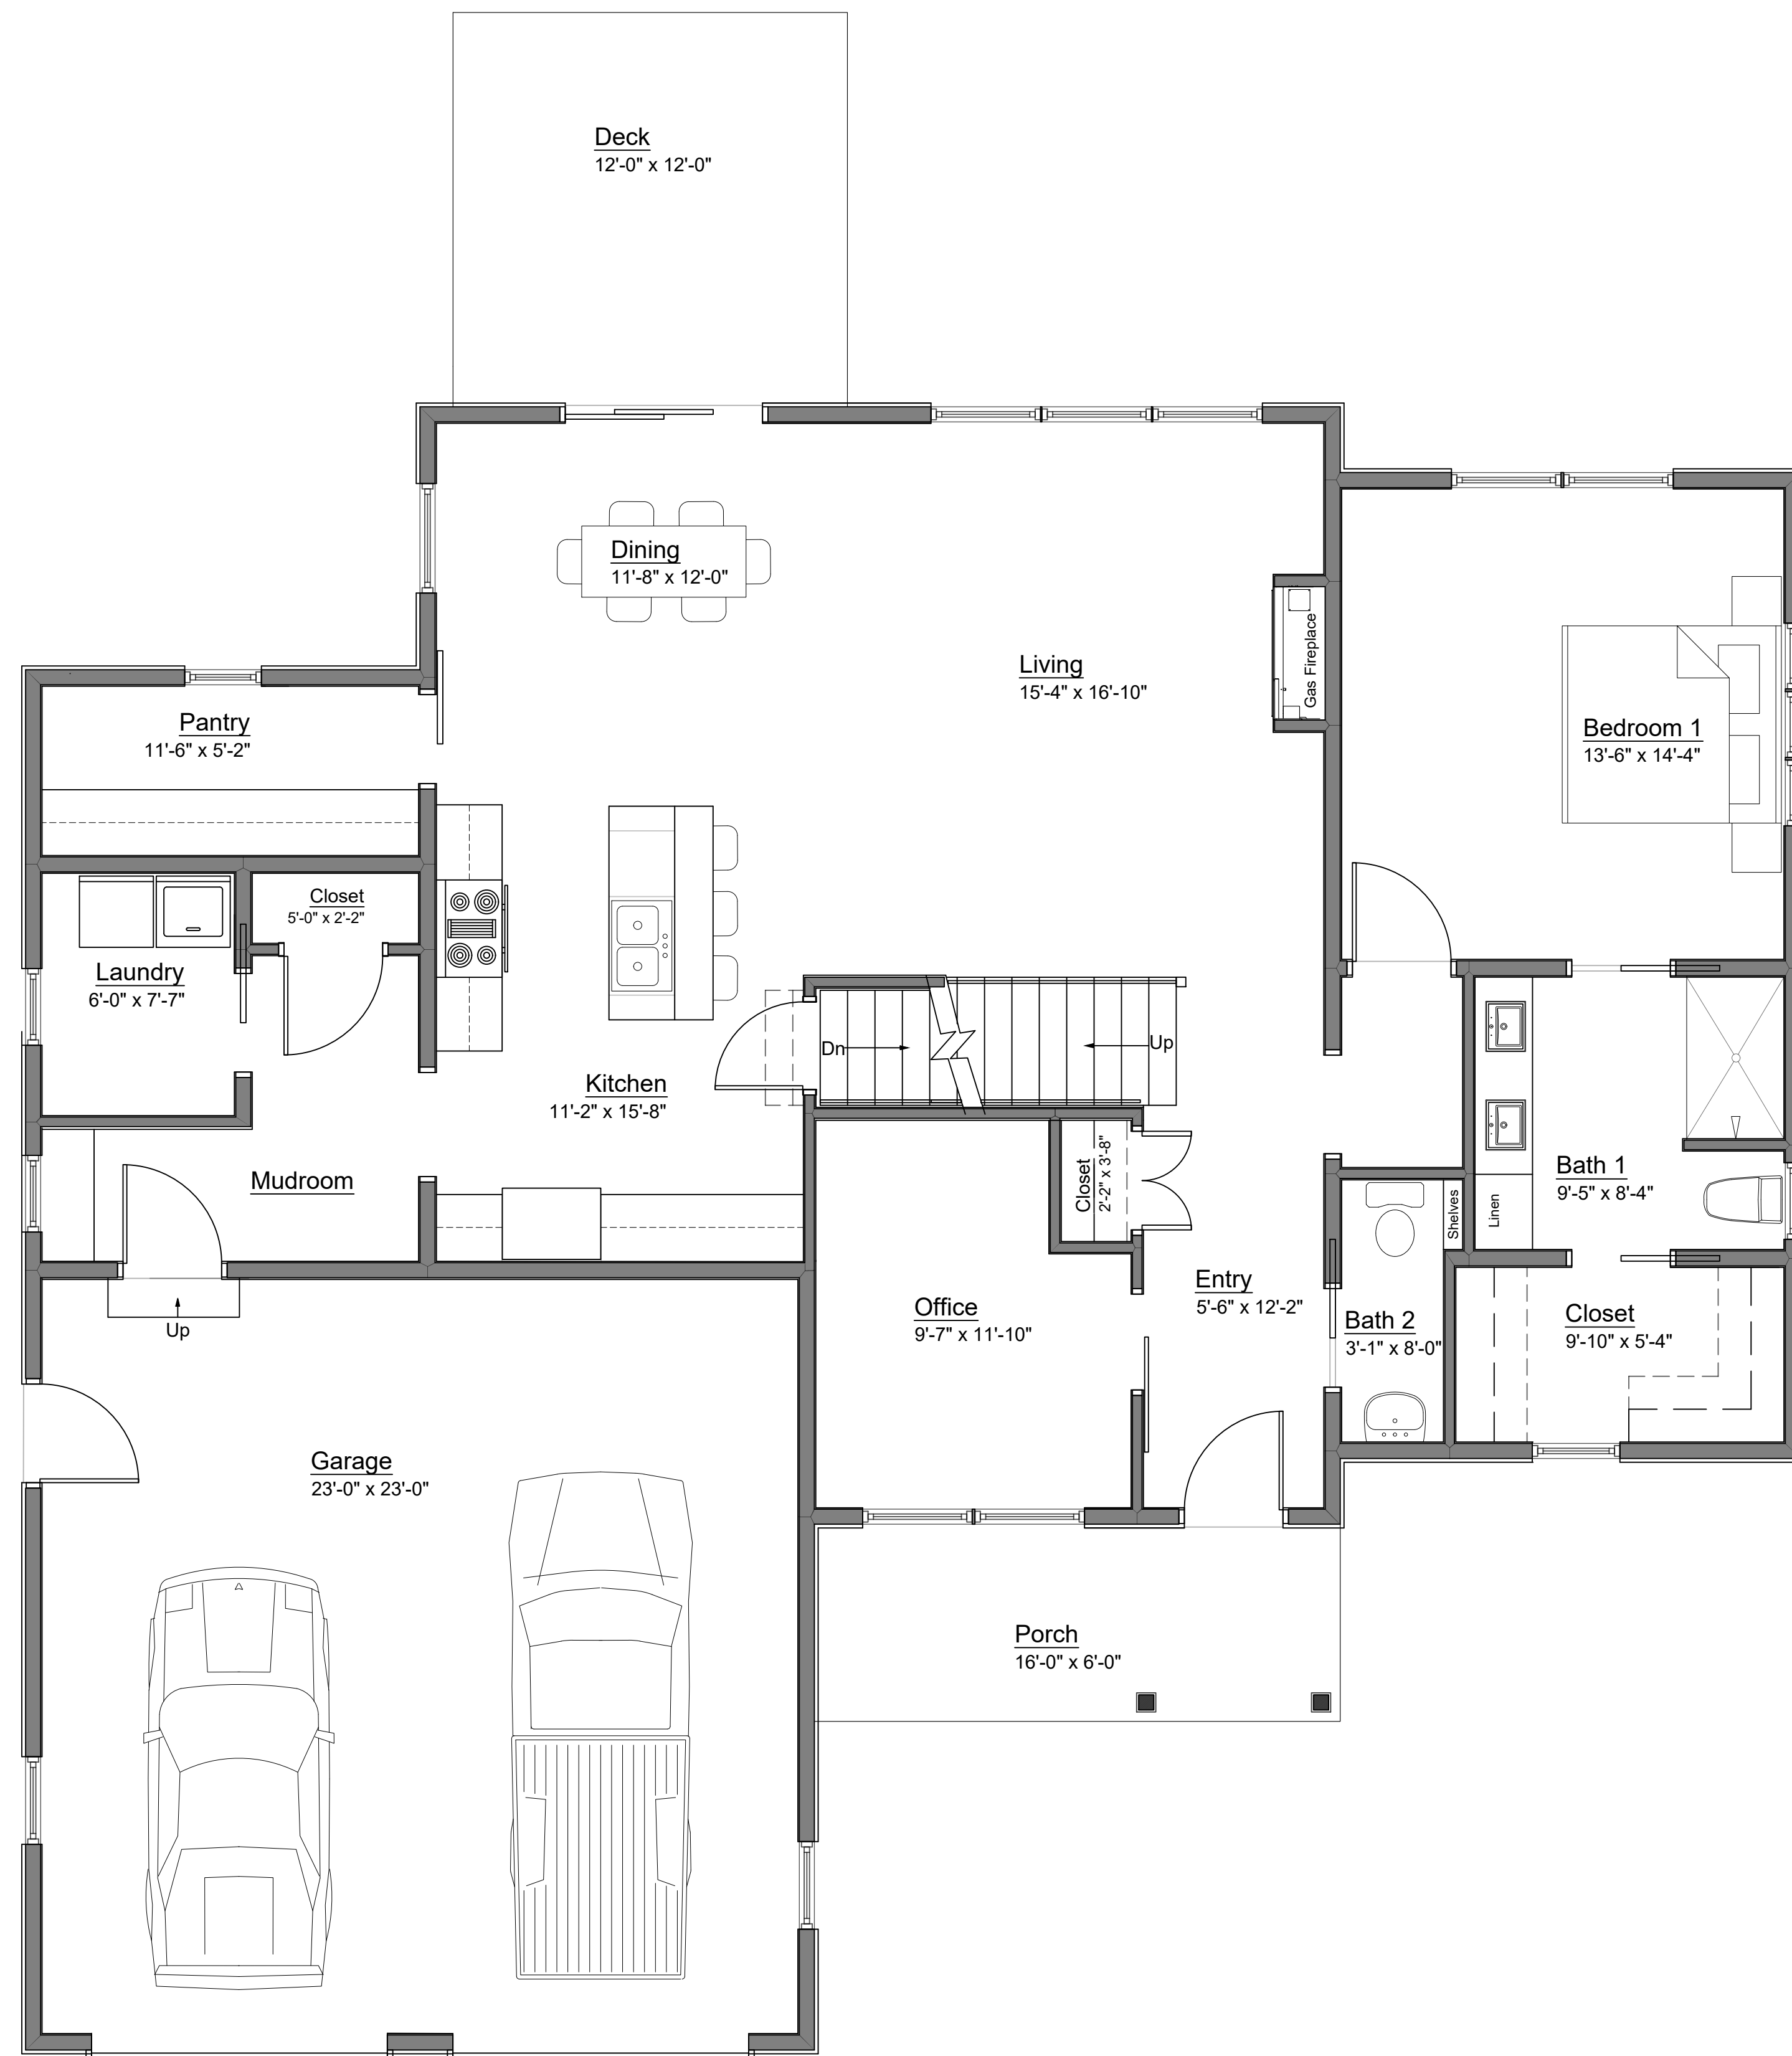 Deck
12'-0" x 12'-0"
Dining
11'-8" x 12'-0"
Living
15'-4" x 16'-10"
Gas Fireplace
Bedroom 1
13'-6" x 14'-4"
Pantry
11'-6" x 5'-2"
Closet
5'-0" x 2'-2"
Laundry
6'-0" x 7'-7"
Kitchen
11'-2" x 15'-8"
Dn
Up
Mudroom
Closet
2'-2" x 3'-8"
Bath 1
9'-5" x 8'-4"
Linen
Shelves
Up
Office
9'-7" x 11'-10"
Entry
5'-6" x 12'-2"
Bath 2
3'-1" x 8'-0"
Closet
9'-10" x 5'-4"
Garage
23'-0" x 23'-0"
Porch
16'-0" x 6'-0"